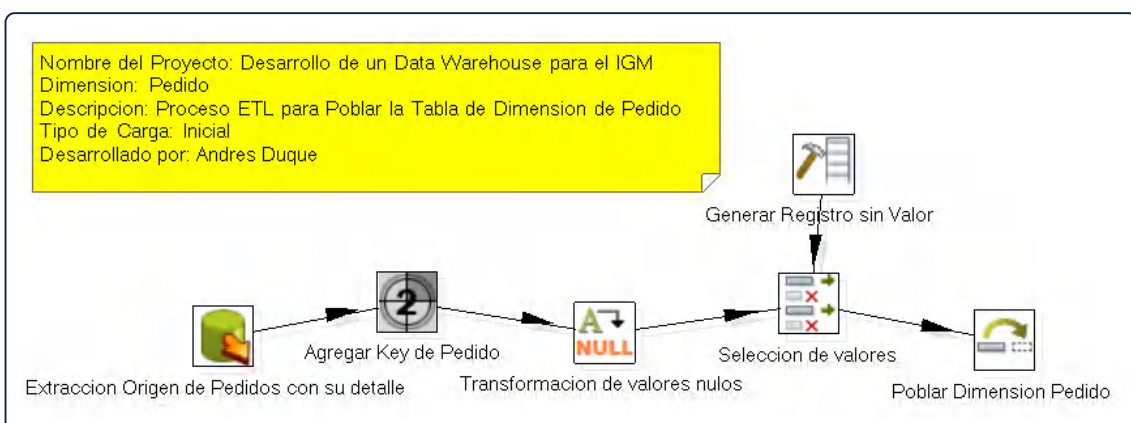 Nombre del Proyecto: Desarrollo de un Data Warehouse para el IGM
Dimension: Pedido
Descripcion: Proceso ETL para Poblar la Tabla de Dimension de Pedido
Tipo de Carga: Inicial
Desarrollado por: Andres Duque
Generar Registro sin Valor
2
A
NULL
Agregar Key de Pedido
Seleccion de valores
Extraccion Origen de Pedidos con su detalle
Transformacion de valores nulos
Poblar Dimension Pedido